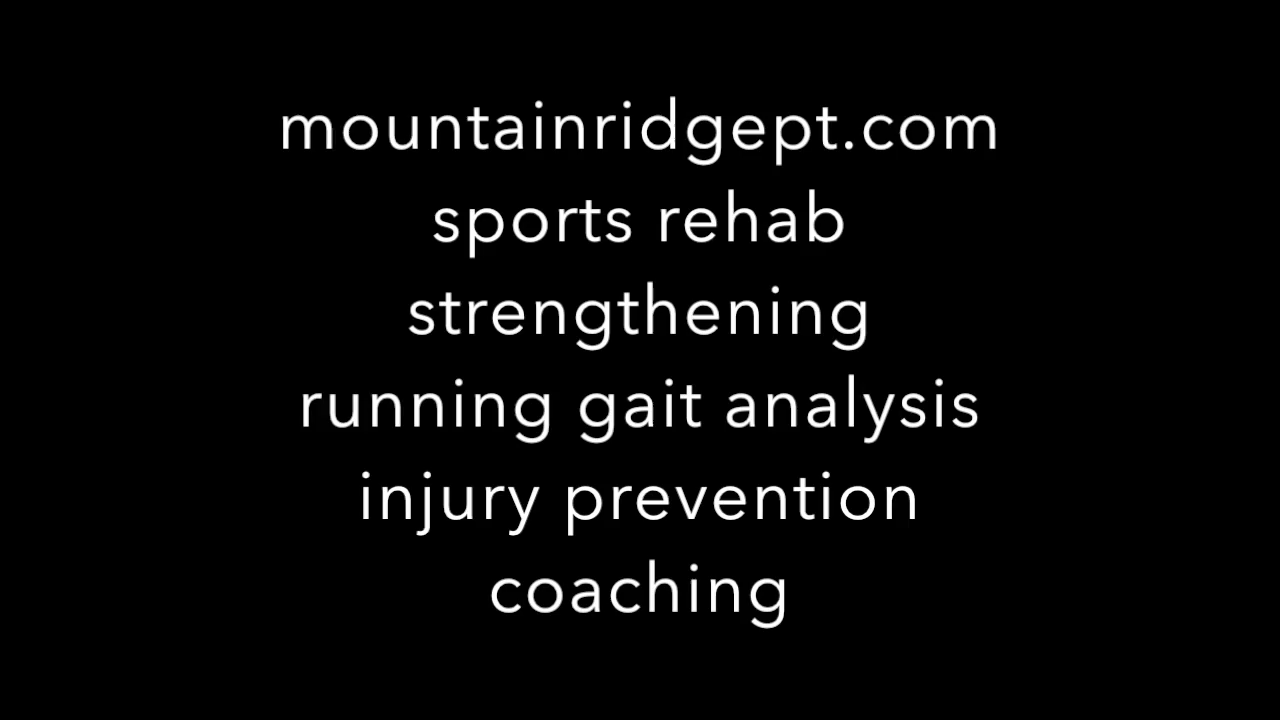 mountainridgept.com
sports rehab
strengthening
running gait analysis
injury prevention
coaching